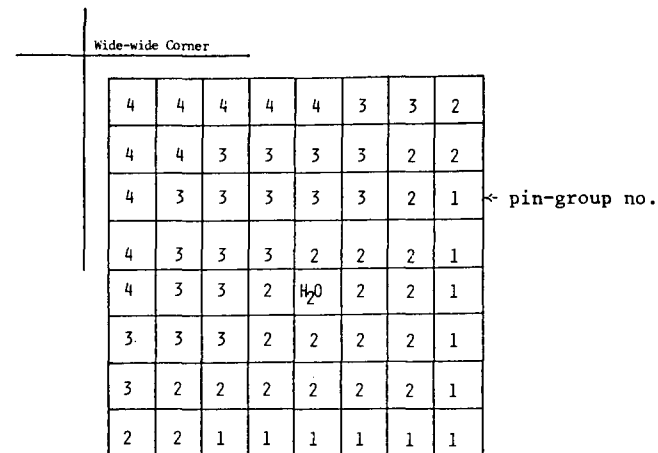 Wide-wide Corner
4 4 4 4 4 3 3 2
4 4 3 3 3 3 2 2
4 3 3 3 3 3 2 1 pin-group no.
4 3 3 3 2 2 2 1
4 3 3 2 H₂O 2 2 1
3 3 3 2 2 2 2 1
3 2 2 2 2 2 2 1
2 2 1 1 1 1 1 1